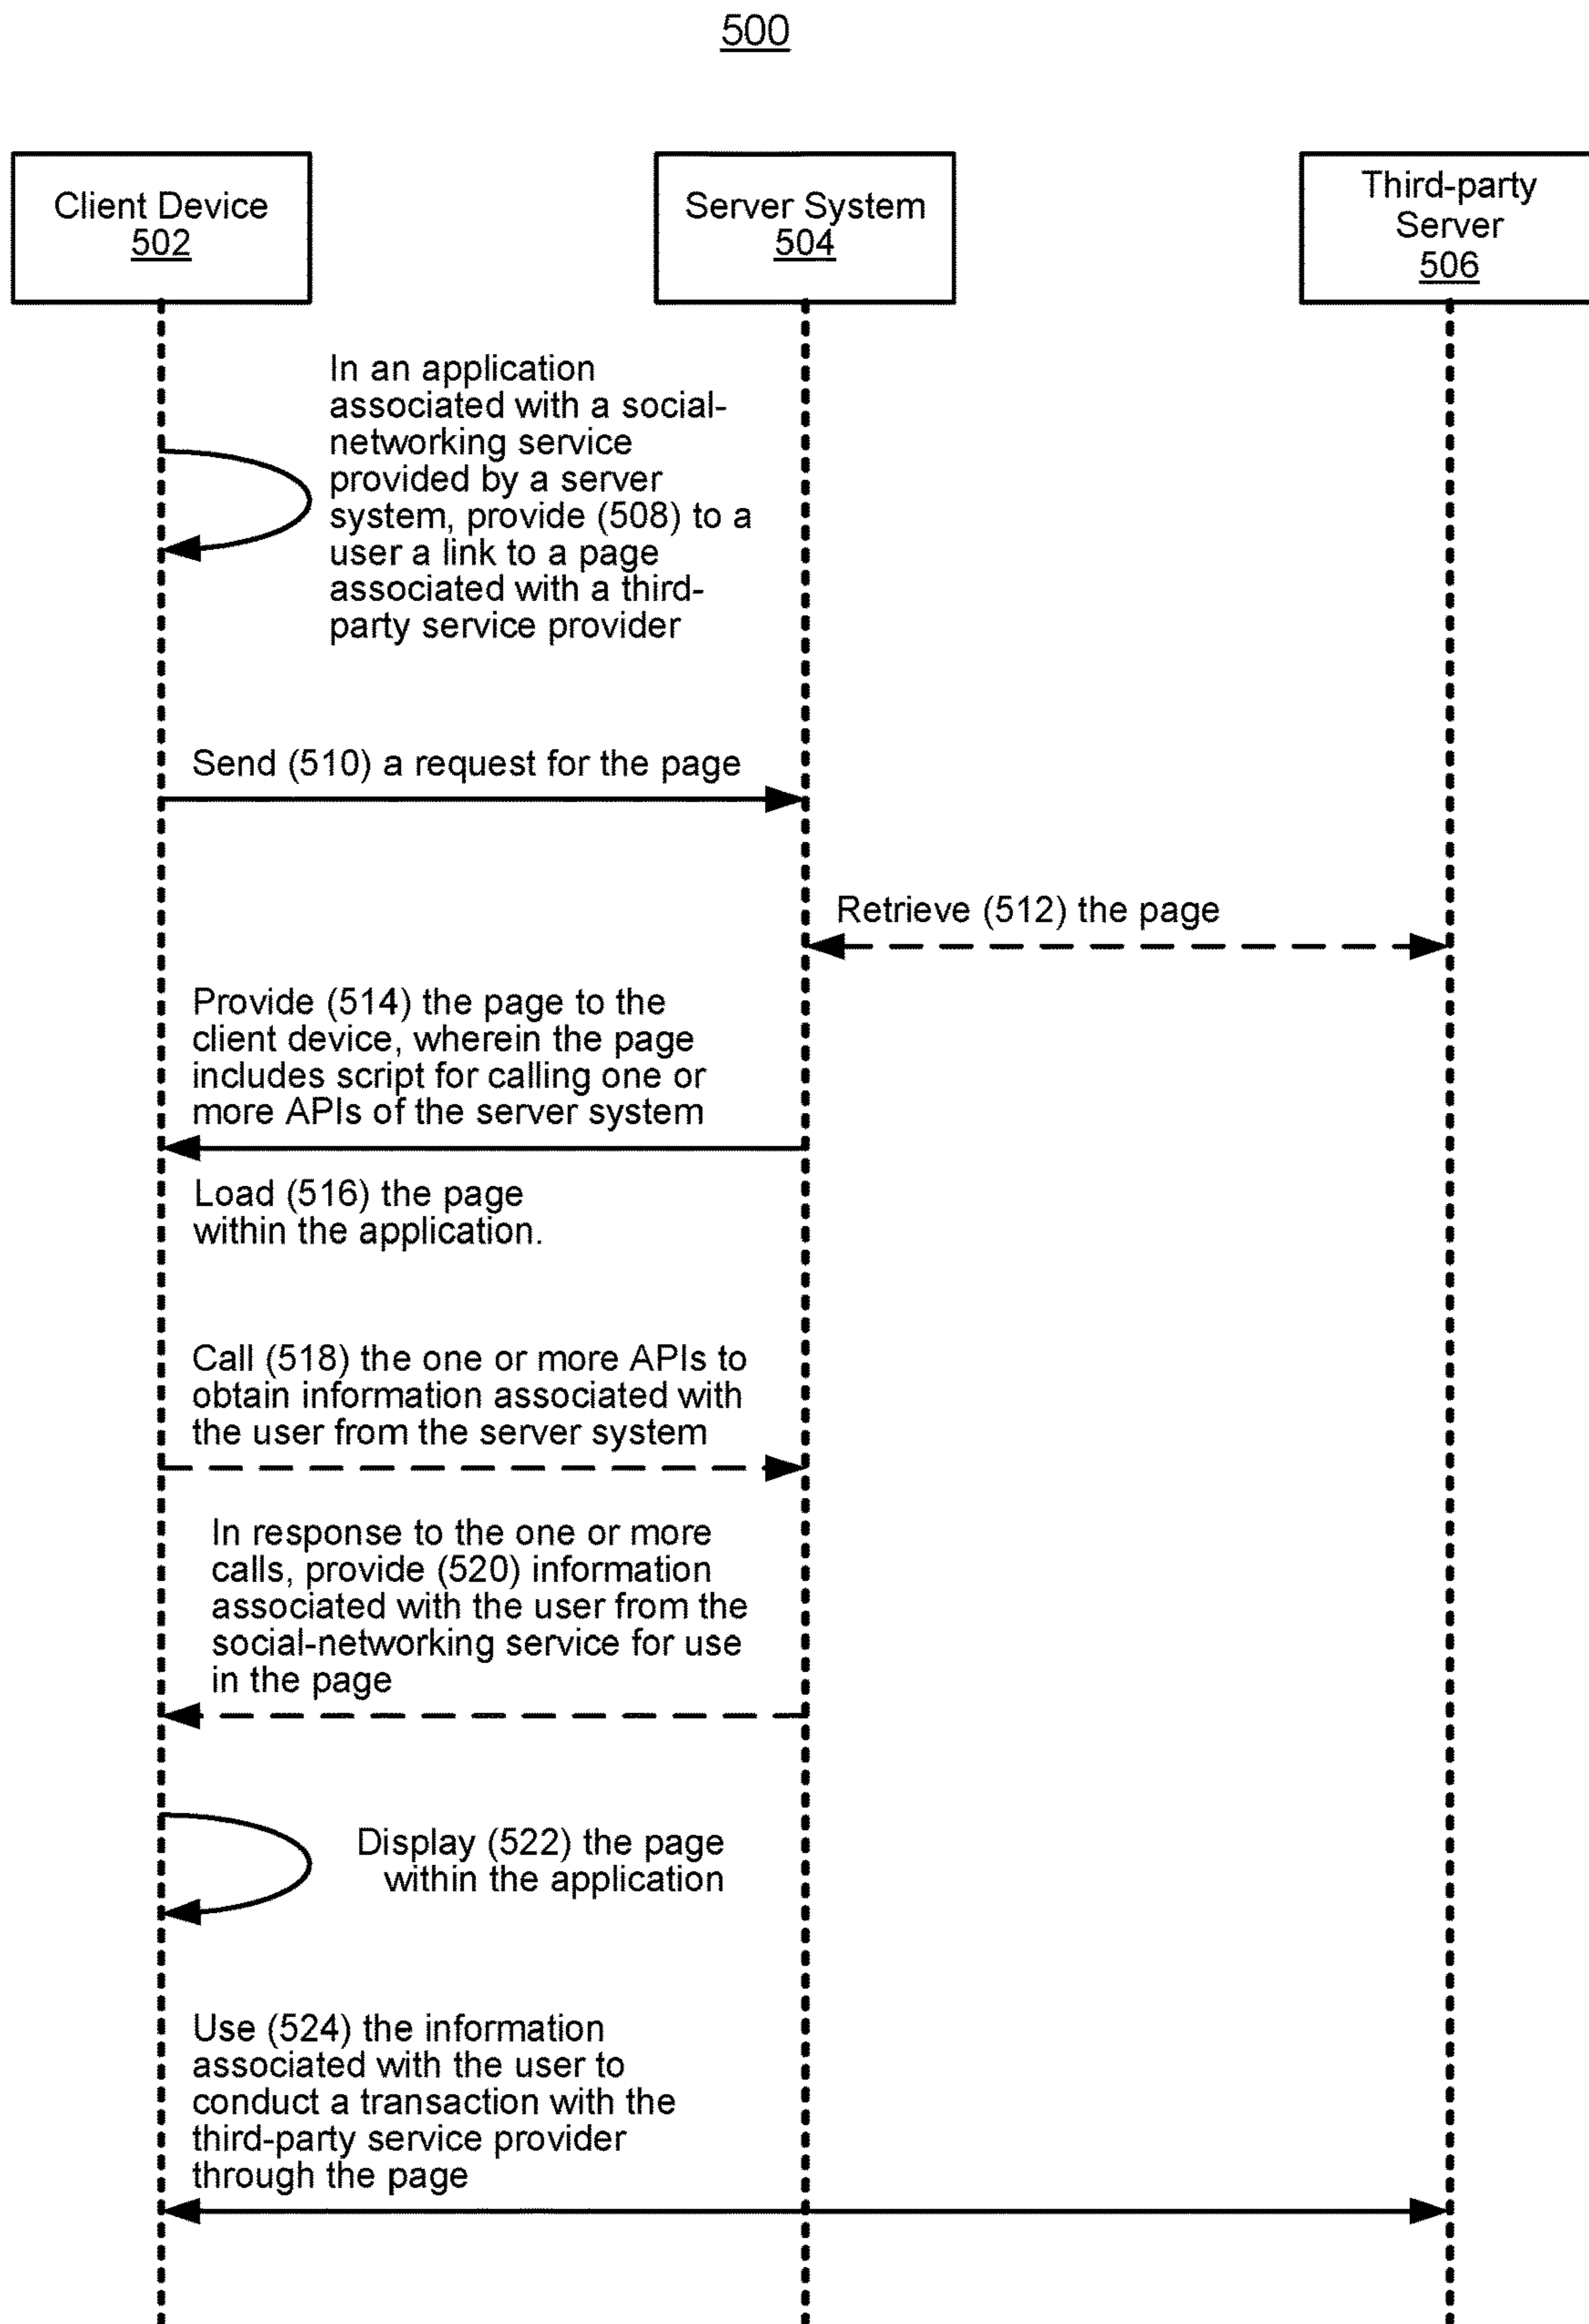 500
Client Device
502
Server System
504
Third-party
Server
506
In an application
associated with a social-
networking service
provided by a server
system, provide (508) to a
user a link to a page
associated with a third-
party service provider
Send (510) a request for the page
Retrieve (512) the page
Provide (514) the page to the
client device, wherein the page
includes script for calling one or
more APIs of the server system
Load (516) the page
within the application.
Call (518) the one or more APIs to
obtain information associated with
the user from the server system
In response to the one or more
calls, provide (520) information
associated with the user from the
social-networking service for use
in the page
Display (522) the page
within the application
Use (524) the information
associated with the user to
conduct a transaction with the
third-party service provider
through the page